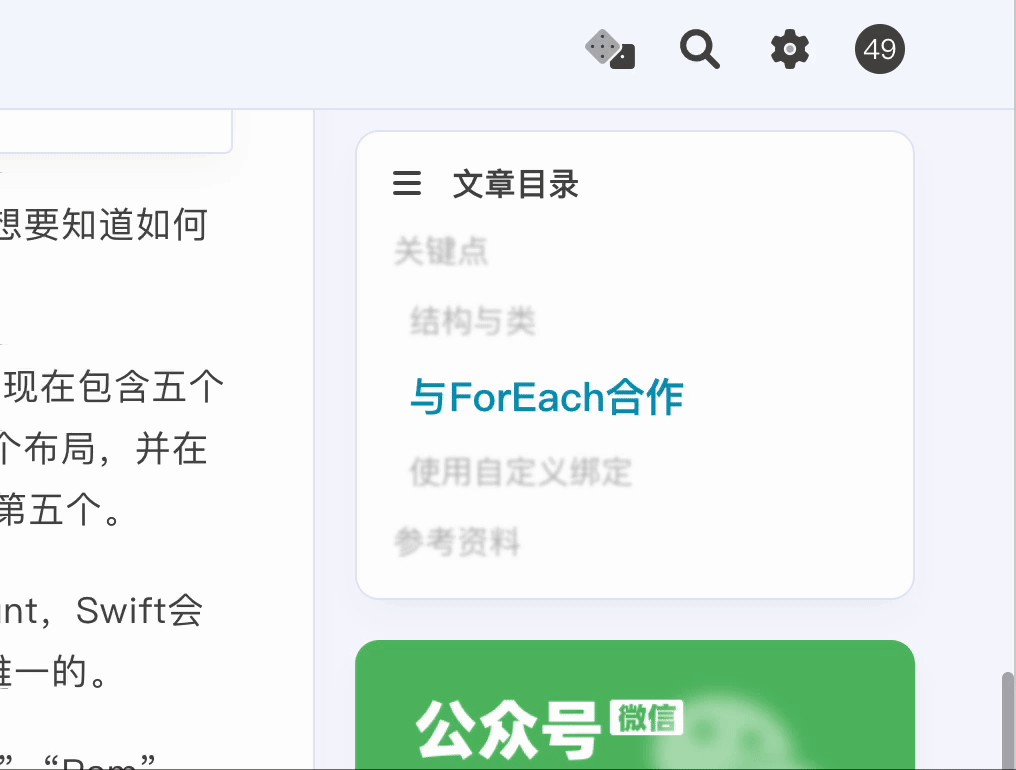 49
想要知道如何
现在包含五个
个布局，并在
第五个。
unt，Swift会
唯一的。
”“Ram”
文章目录
关键点
结构与类
与ForEach合作
使用自定义绑定
参考资料
公众号 微信